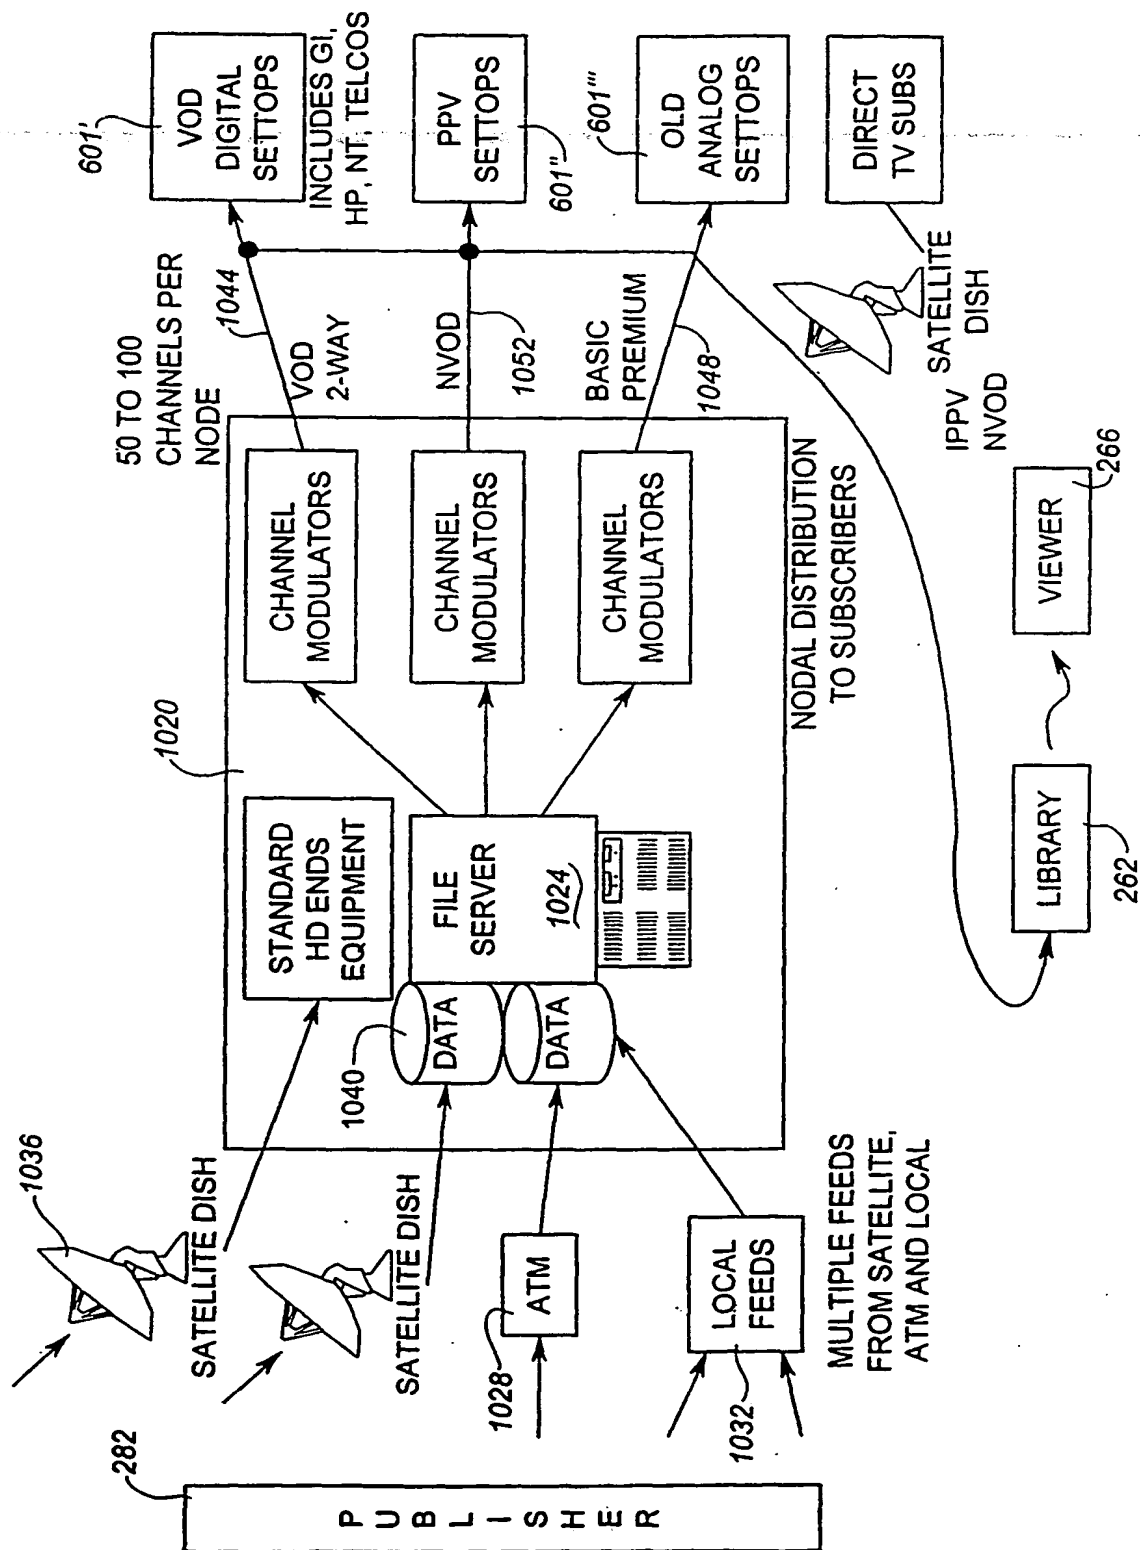 282
PUBLISHER
1036
SATELLITE DISH
SATELLITE DISH
1028
ATM
1032
LOCAL
FEEDS
MULTIPLE FEEDS
FROM SATELLITE,
ATM AND LOCAL
1020
STANDARD
HD ENDS
EQUIPMENT
1040
DATA
DATA
FILE
SERVER
1024
CHANNEL
MODULATORS
CHANNEL
MODULATORS
CHANNEL
MODULATORS
NODAL DISTRIBUTION
TO SUBSCRIBERS
50 TO 100
CHANNELS PER
NODE
1044
VOD
2-WAY
NVOD
1052
BASIC
PREMIUM
1048
601'
VOD
DIGITAL
SETTOPS
INCLUDES GI,
HP, NT, TELCOS
PPV
SETTOPS
601"
601'"
OLD
ANALOG
SETTOPS
DIRECT
TV SUBS
SATELLITE
DISH
IPPV
NVOD
LIBRARY
262
VIEWER
266